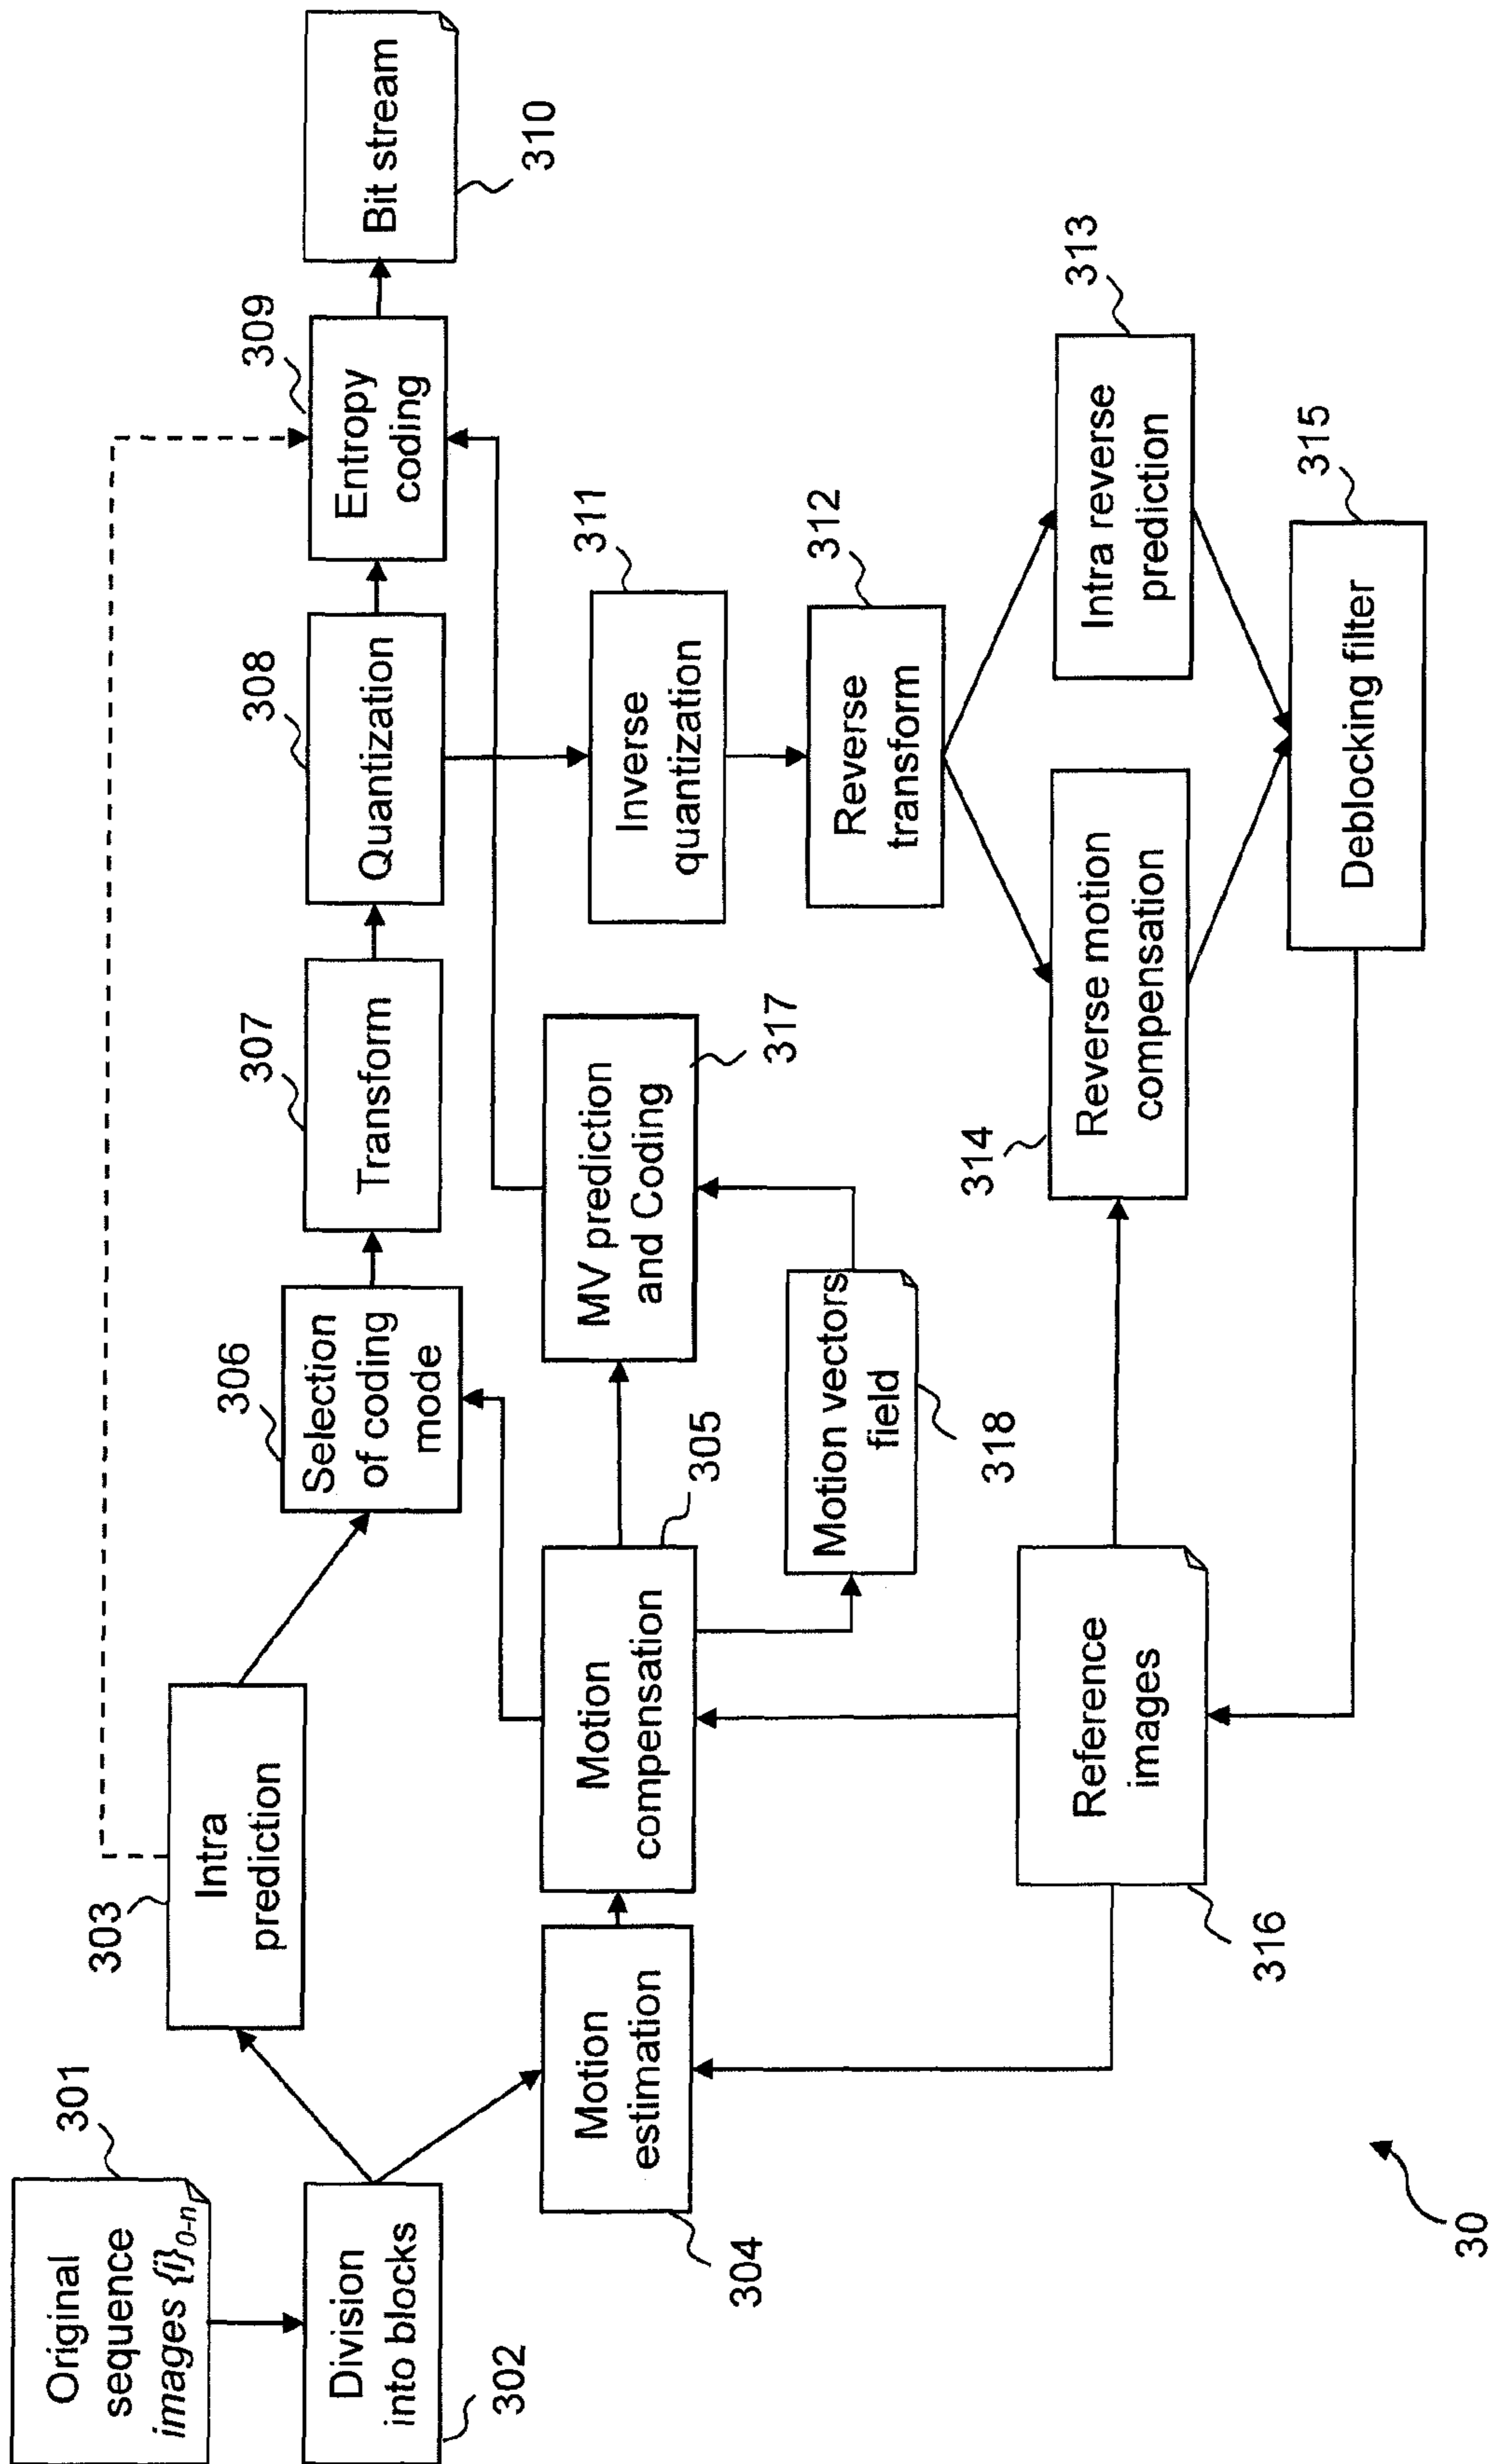 Original
sequence
images {i}0-n
301
Division
into blocks
302
303
Intra
prediction
Motion
estimation
304
Motion
compensation
305
306
Selection
of coding
mode
307
Transform
308
Quantization
309
Entropy
coding
Bit stream
310
MV prediction
and Coding
317
Motion vectors
field
318
311
Inverse
quantization
312
Reverse
transform
313
Intra reverse
prediction
314
Reverse motion
compensation
315
Deblocking filter
Reference
images
316
30